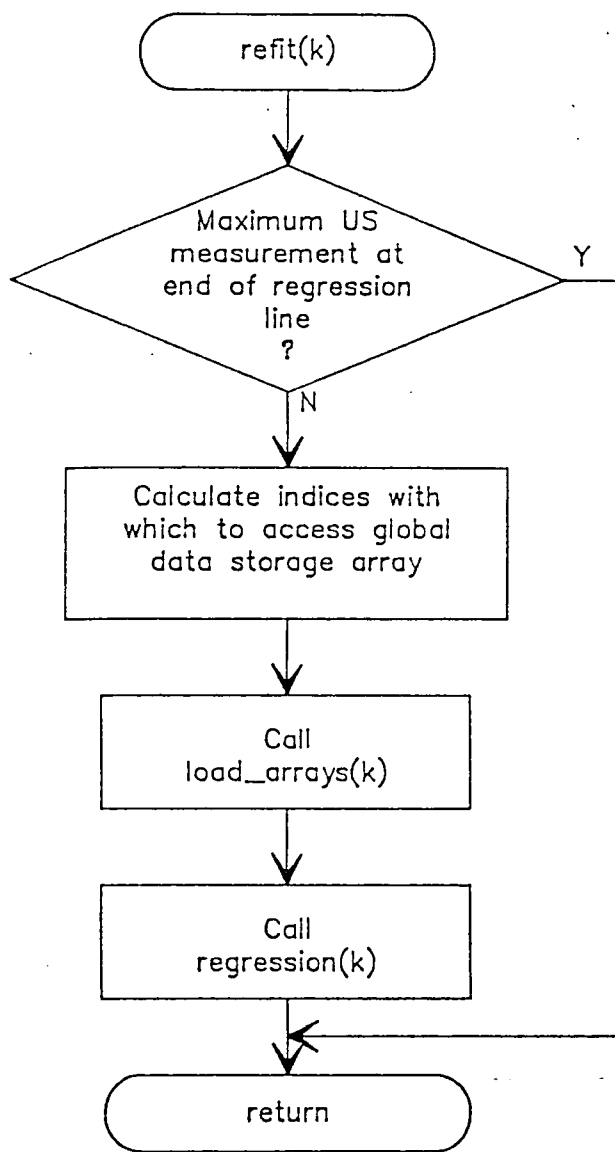 refit(k)
Maximum US
measurement at
end of regression
line
?
Y
N
Calculate indices with
which to access global
data storage array
Call
load_arrays(k)
Call
regression(k)
return